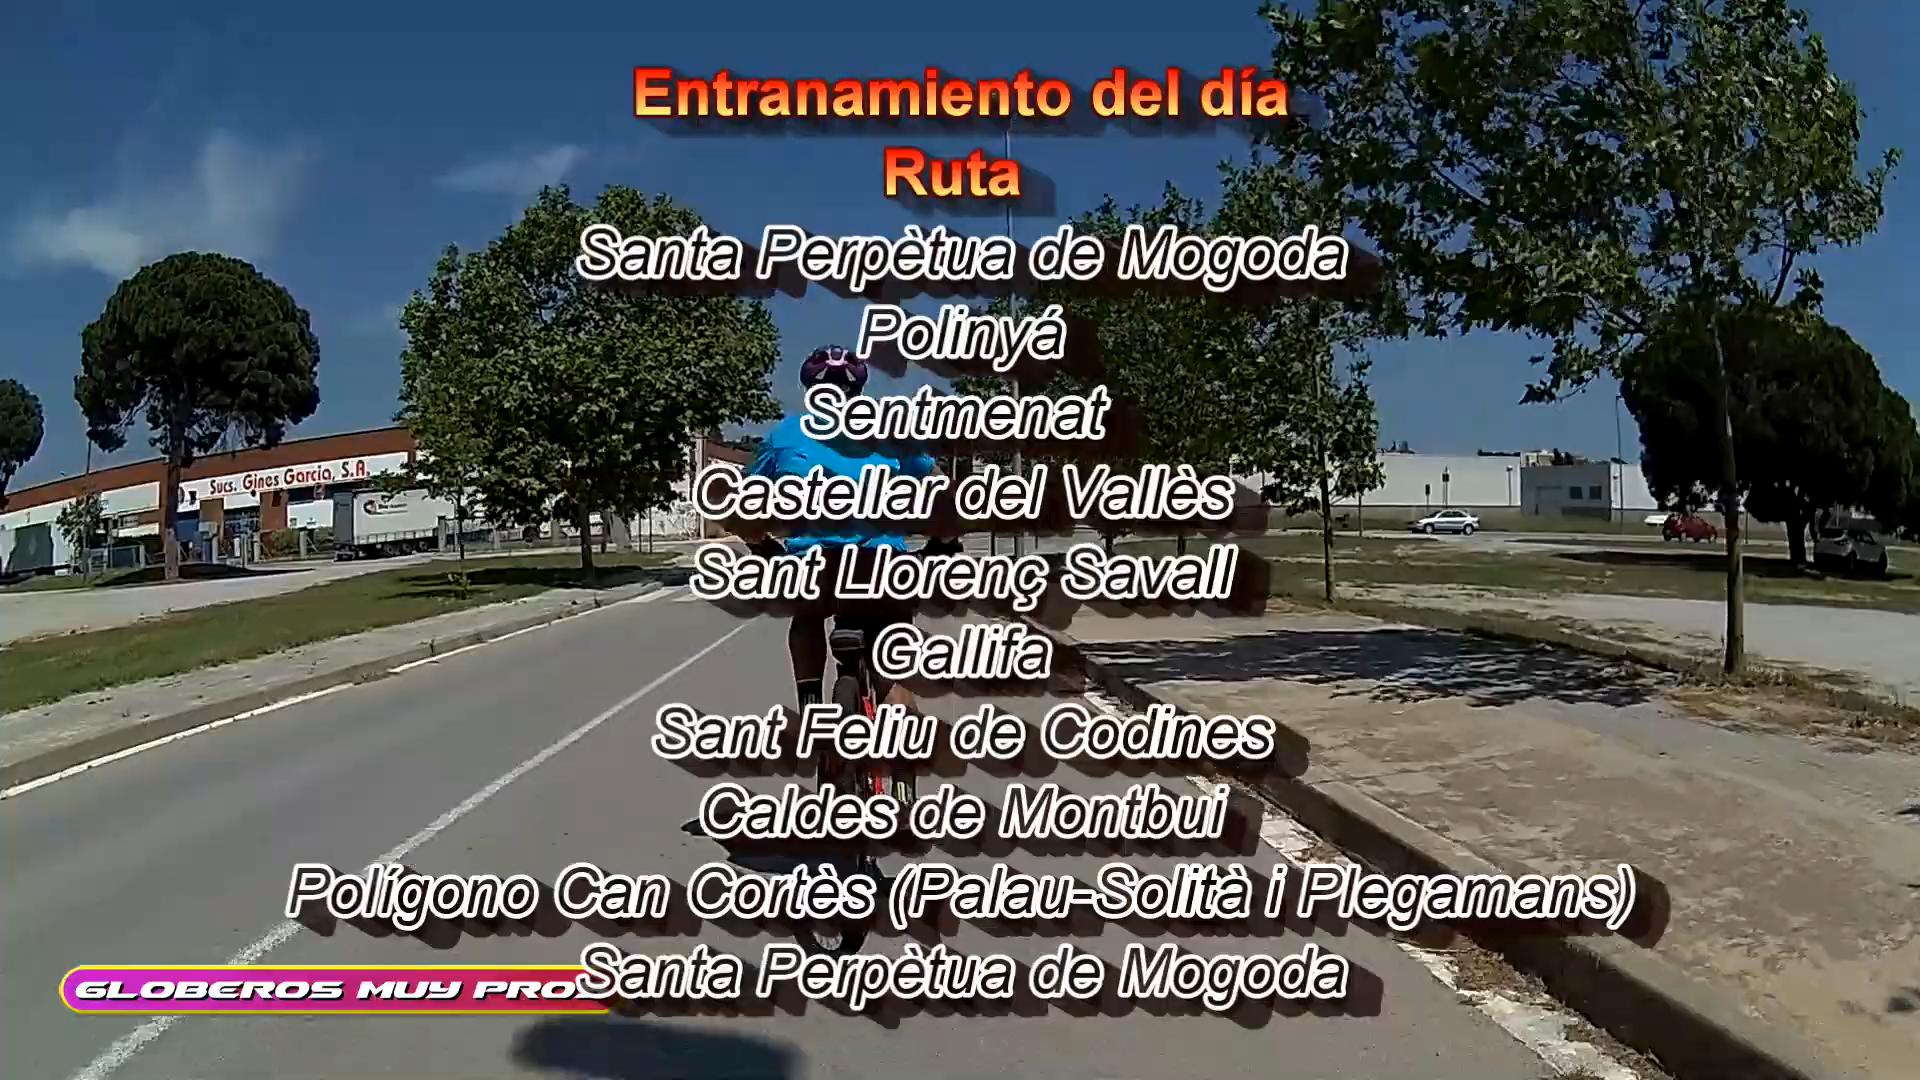 Entranamiento del día
Ruta
Santa Perpètua de Mogoda
Polinyá
Sentmenat
Castellar del Vallès
Sucs. Gines Garcia, S.A.
Sant Llorenç Savall
Gallifa
Sant Feliu de Codines
Caldes de Montbui
Polígono Can Cortès (Palau-Solità i Plegamans)
Santa Perpètua de Mogoda
GLOBEROS MUY PROS